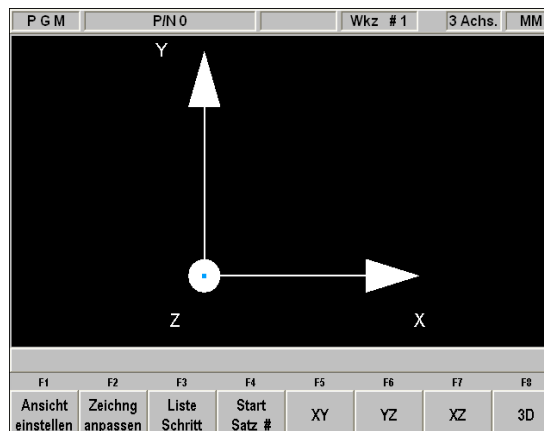 P G M P/N 0 Wkz # 1 3 Achs. MM
Y
Z X
F1 F2 F3 F4 F5 F6 F7 F8
Ansicht einstellen
Zeichng anpassen
Liste Schritt
Start Satz #
XY
YZ
XZ
3D